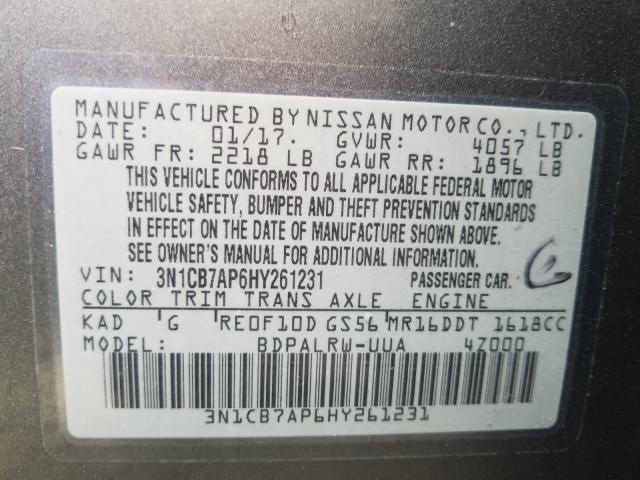 MANUFACTURED BY NISSAN MOTOR CO., LTD.
DATE: 01/17. GVWR: 4057 LB
GAWR FR: 2218 LB GAWR RR: 1896 LB
THIS VEHICLE CONFORMS TO ALL APPLICABLE FEDERAL MOTOR
VEHICLE SAFETY, BUMPER AND THEFT PREVENTION STANDARDS
IN EFFECT ON THE DATE OF MANUFACTURE SHOWN ABOVE.
SEE OWNER'S MANUAL FOR ADDITIONAL INFORMATION.
VIN: 3N1CB7AP6HY261231 PASSENGER CAR.
COLOR TRIM TRANS AXLE ENGINE
KAD G RE0F10D GS56 MR16DDT 1618CC
MODEL: BDPALRW-UUA 4Z000
3N1CB7AP6HY261231